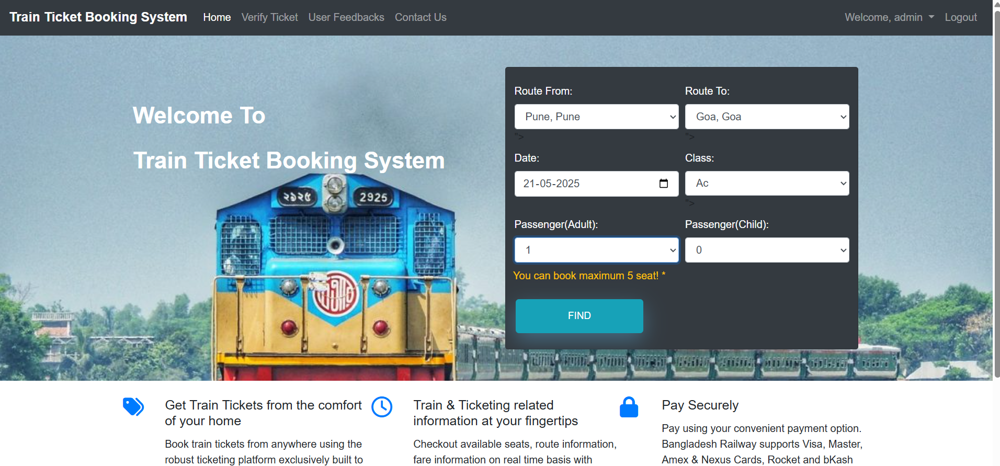 Train Ticket Booking System Home Verify Ticket User Feedbacks Contact Us Welcome, admin Logout
Welcome To
Train Ticket Booking System
২৯২৫ 2925
Route From: Route To:
Pune, Pune Goa, Goa
"> ">
Date: Class:
21-05-2025 Ac
">
Passenger(Adult): Passenger(Child):
1 0
You can book maximum 5 seat! *
FIND
Get Train Tickets from the comfort
of your home
Book train tickets from anywhere using the
robust ticketing platform exclusively built to
Train & Ticketing related
information at your fingertips
Checkout available seats, route information,
fare information on real time basis with
Pay Securely
Pay using your convenient payment option.
Bangladesh Railway supports Visa, Master,
Amex & Nexus Cards, Rocket and bKash